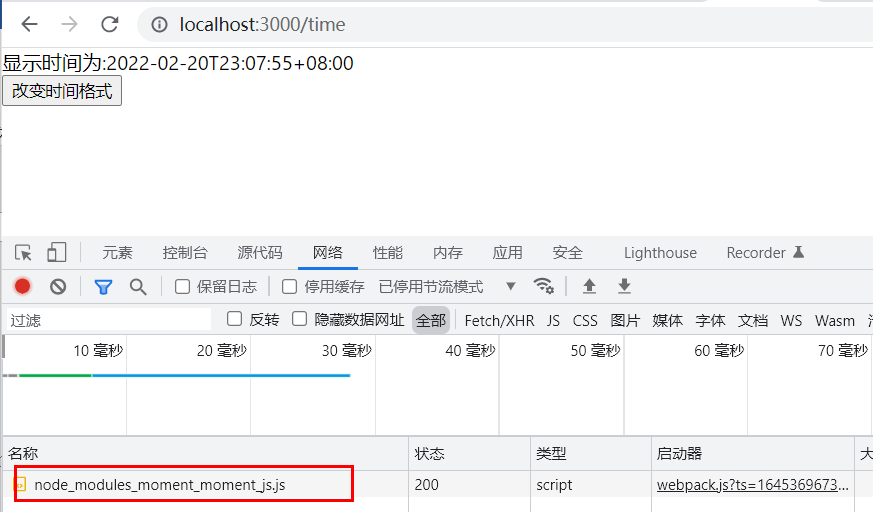 localhost:3000/time
显示时间为:2022-02-20T23:07:55+08:00
改变时间格式
元素 控制台 源代码 网络 性能 内存 应用 安全 Lighthouse Recorder
保留日志 停用缓存 已停用节流模式
过滤 反转 隐藏数据网址 全部 Fetch/XHR JS CSS 图片 媒体 字体 文档 WS Wasm
10 毫秒 20 毫秒 30 毫秒 40 毫秒 50 毫秒 60 毫秒 70 毫秒
名称 状态 类型 启动器 大
node_modules_moment_moment_js.js 200 script webpack.js?ts=1645369673...